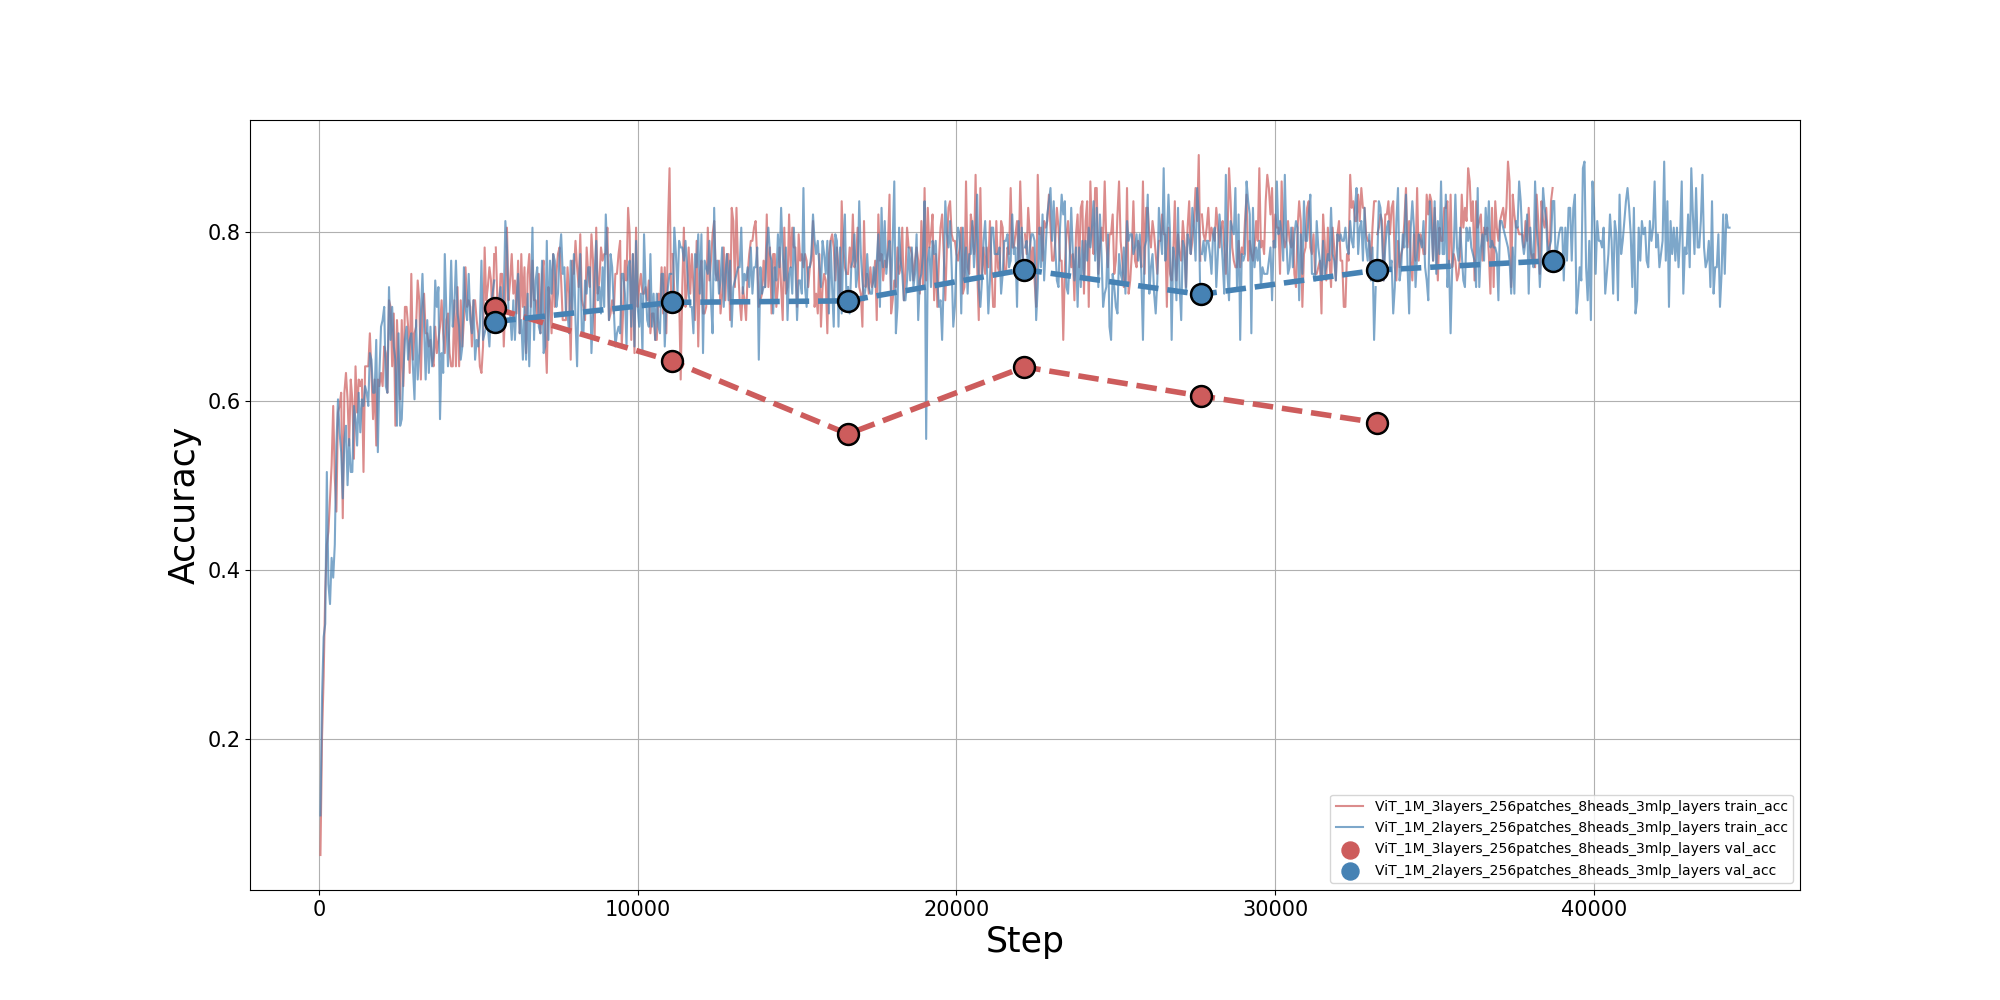 Accuracy
0.8
0.6
0.4
0.2
ViT_1M_3layers_256patches_8heads_3mlp_layers train_acc
ViT_1M_2layers_256patches_8heads_3mlp_layers train_acc
ViT_1M_3layers_256patches_8heads_3mlp_layers val_acc
ViT_1M_2layers_256patches_8heads_3mlp_layers val_acc
0 10000 20000 30000 40000
Step